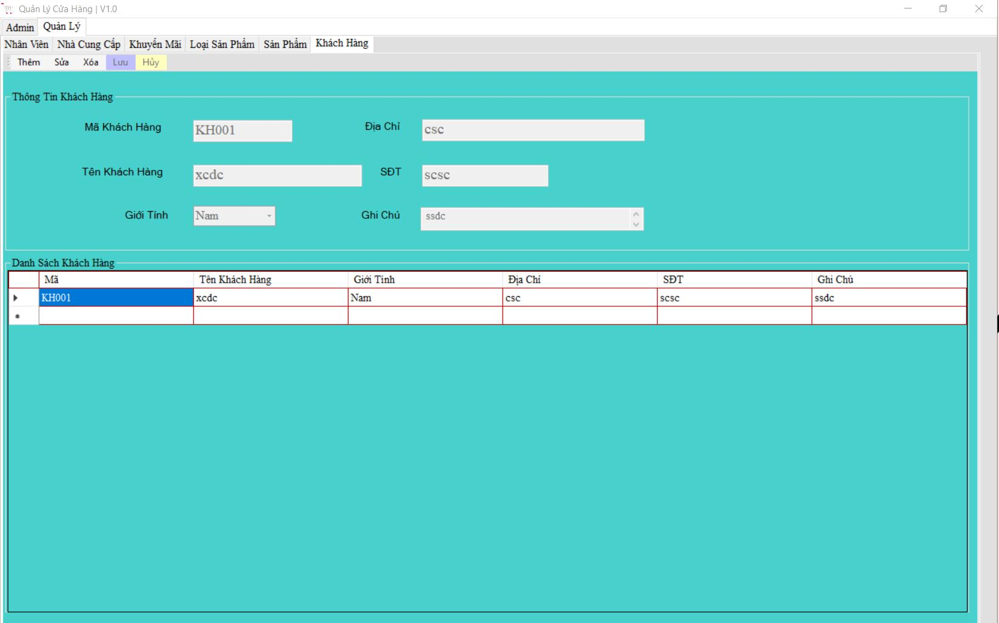 Quản Lý Cửa Hàng | V1.0
Admin Quản Lý
Nhân Viên Nhà Cung Cấp Khuyến Mãi Loại Sản Phẩm Sản Phẩm Khách Hàng
Thêm Sửa Xóa Lưu Hủy
Thông Tin Khách Hàng
Mã Khách Hàng KH001 Địa Chỉ csc
Tên Khách Hàng xcdc SĐT scsc
Giới Tính Nam Ghi Chú ssdc
Danh Sách Khách Hàng
Mã Tên Khách Hàng Giới Tính Địa Chỉ SĐT Ghi Chú
KH001 xcdc Nam csc scsc ssdc